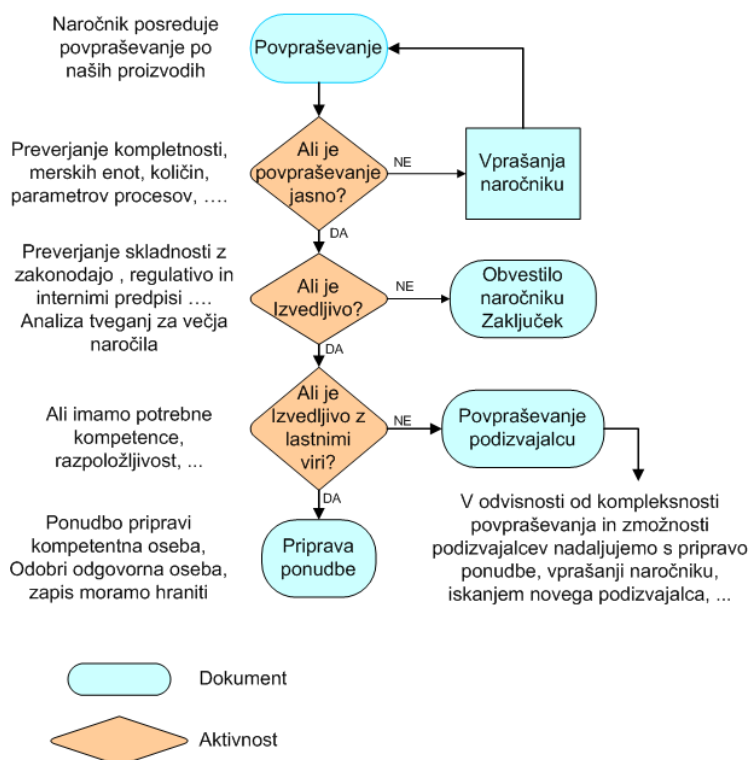 Naročnik posreduje
povpraševanje po
naših proizvodih
Povpraševanje
Preverjanje kompletnosti,
merskih enot, količin,
parametrov procesov, ….
Ali je
povpraševanje
jasno?
NE
Vprašanja
naročniku
DA
Preverjanje skladnosti z
zakonodajo , regulativo in
internimi predpisi ….
Analiza tveganj za večja
naročila
Ali je
Izvedljivo?
NE
Obvestilo
naročniku
Zaključek
DA
Ali imamo potrebne
kompetence,
razpoložljivost, ...
Ali je
Izvedljivo z
lastnimi
viri?
NE
Povpraševanje
podizvajalcu
DA
Ponudbo pripravi
kompetentna oseba,
Odobri odgovorna oseba,
zapis moramo hraniti
Priprava
ponudbe
V odvisnosti od kompleksnosti
povpraševanja in zmožnosti
podizvajalcev nadaljujemo s pripravo
ponudbe, vprašanji naročniku,
iskanjem novega podizvajalca, ...
Dokument
Aktivnost